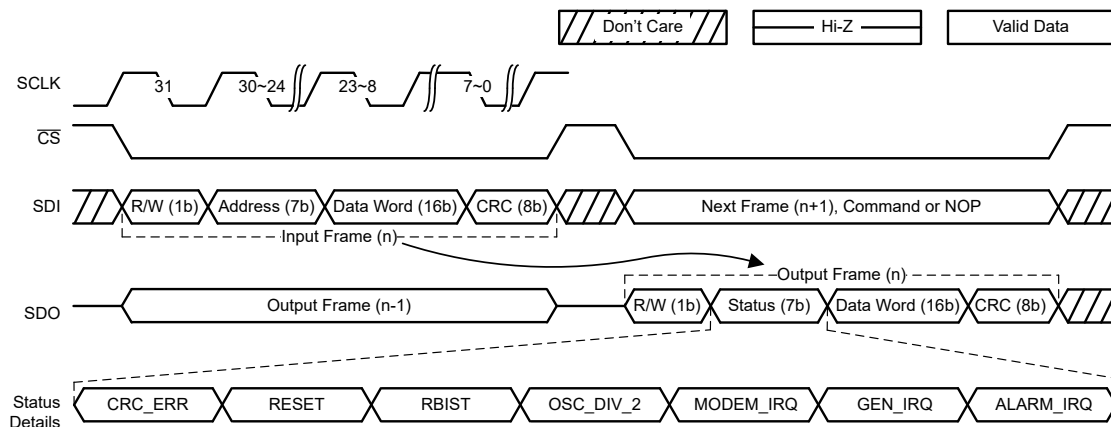 Don't Care
Hi-Z
Valid Data
SCLK
31
30~24
23~8
7~0
CS
SDI
R/W (1b)
Address (7b)
Data Word (16b)
CRC (8b)
Next Frame (n+1), Command or NOP
Input Frame (n)
Output Frame (n)
SDO
Output Frame (n-1)
R/W (1b)
Status (7b)
Data Word (16b)
CRC (8b)
Status
Details
CRC_ERR
RESET
RBIST
OSC_DIV_2
MODEM_IRQ
GEN_IRQ
ALARM_IRQ